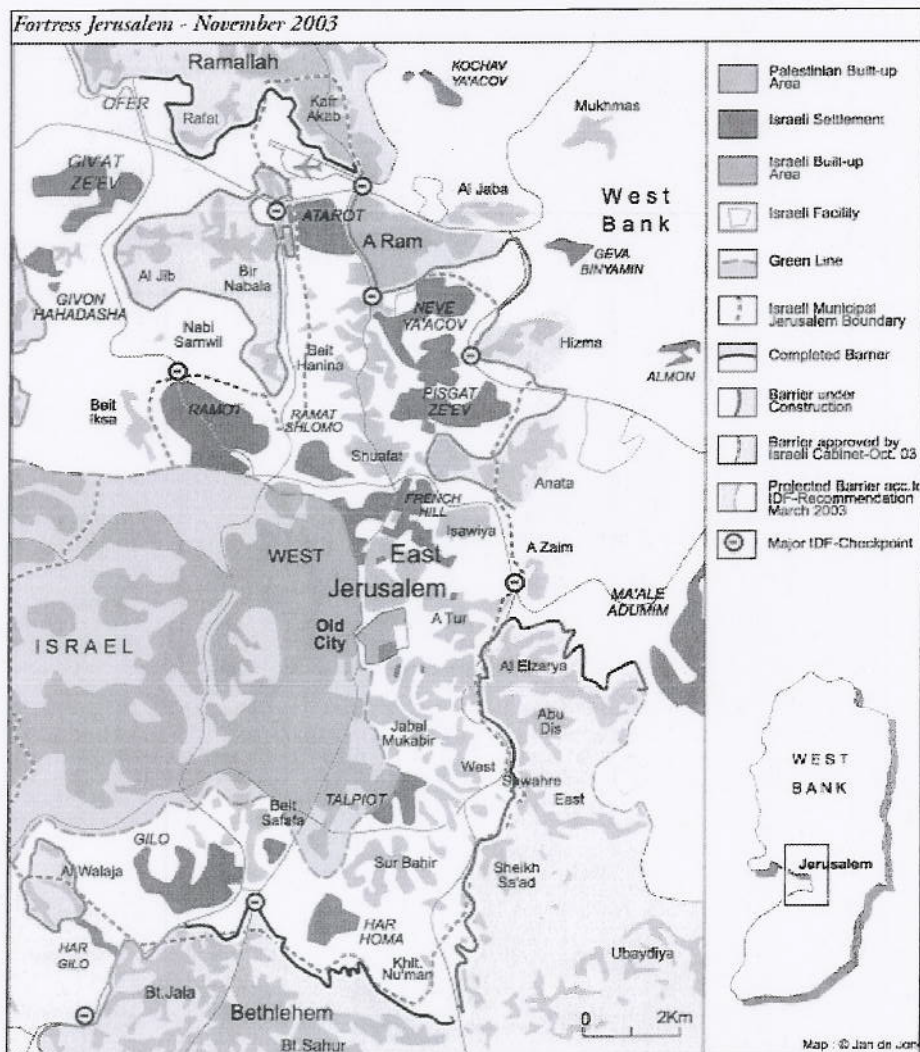 Fortress Jerusalem - November 2003
Ramallah
OFER
Rafat
Kafr
Akab
KOCHAV
YA'ACOV
Mukhmas
GIV'AT
ZE'EV
Al Jaba
West
Bank
ATAROT
A Ram
GEVA
BINYAMIN
Al Jib
Bir
Nabala
GIVON
HAHADASHA
NEVE
YA'ACOV
Nabi
Samwil
Beit
Hanina
Hizma
ALMON
Beit
Iksa
RAMOT
RAMAT
SHLOMO
PISGAT
ZE'EV
Shuafat
Anata
FRENCH
HILL
Isawiya
WEST
East
Jerusalem
A Zaim
MA'ALE
ADUMIM
Old
City
A Tur
ISRAEL
Al Eizarya
Abu
Dis
Jabal
Mukabir
West
Sawahre
East
TALPIOT
Beit
Safafa
GILO
Al Walaja
Sur Bahir
Sheikh
Sa'ad
HAR
HOMA
HAR
GILO
Khlt.
Nu'man
Ubaydiya
Bt.Jala
Bethlehem
Bt.Sahur
0 2Km
Palestinian Built-up
Area
Israeli Settlement
Israeli Built-up
Area
Israeli Facility
Green Line
Israeli Municipal
Jerusalem Boundary
Completed Barrier
Barrier under
Construction
Barrier approved by
Israeli Cabinet-Oct. 03
Projected Barrier acc.to
IDF-Recommendation
March 2003
Major IDF-Checkpoint
WEST
BANK
Jerusalem
Map : © Jan de Jong